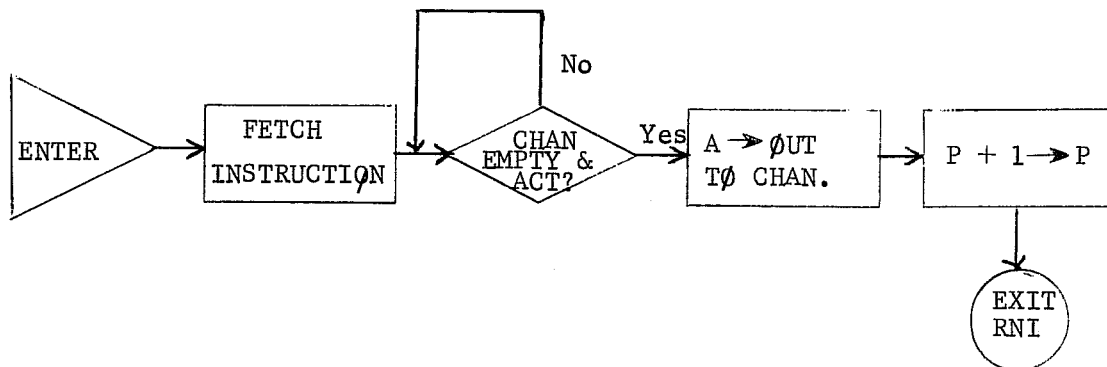 ENTER
FETCH
INSTRUCTIØN
No
CHAN
EMPTY &
ACT?
Yes
A → ØUT
TØ CHAN.
P + 1 → P
EXIT
RNI